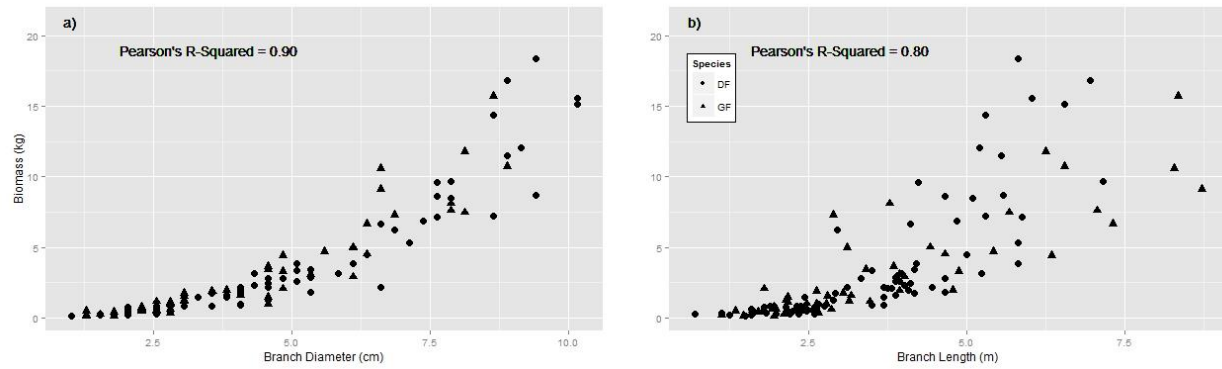 a)
Pearson's R-Squared = 0.90
20
15
10
5
0
Biomass (kg)
2.5
5.0
7.5
10.0
Branch Diameter (cm)
b)
Pearson's R-Squared = 0.80
Species
DF
GF
20
15
10
5
0
2.5
5.0
7.5
Branch Length (m)